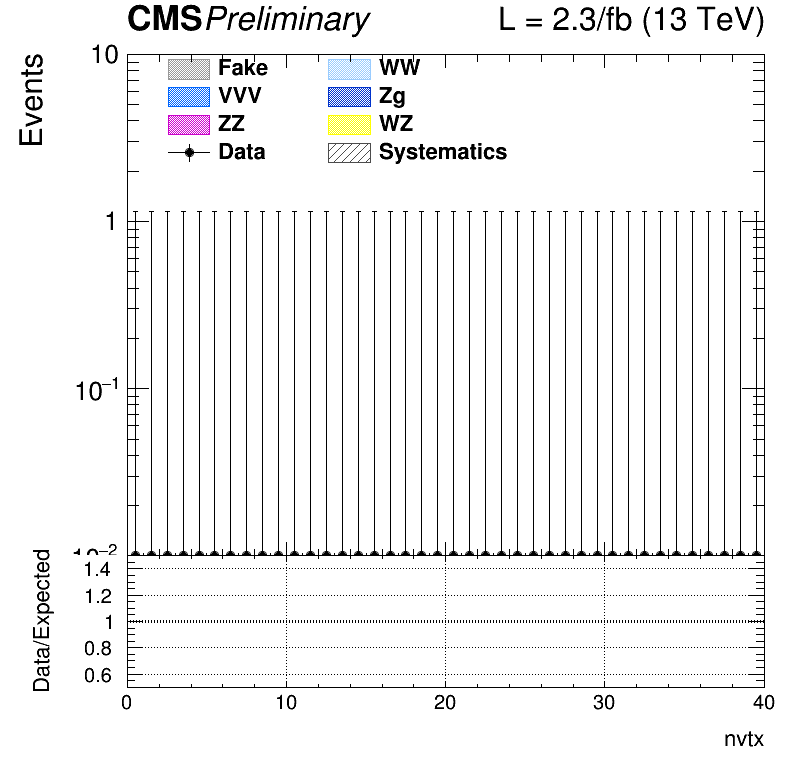 CMS Preliminary L = 2.3/fb (13 TeV)
Events
10
1
10⁻¹
Fake WW
VVV Zg
ZZ WZ
Data Systematics
Data/Expected
1.4
1.2
1
0.8
0.6
0 10 20 30 40
nvtx